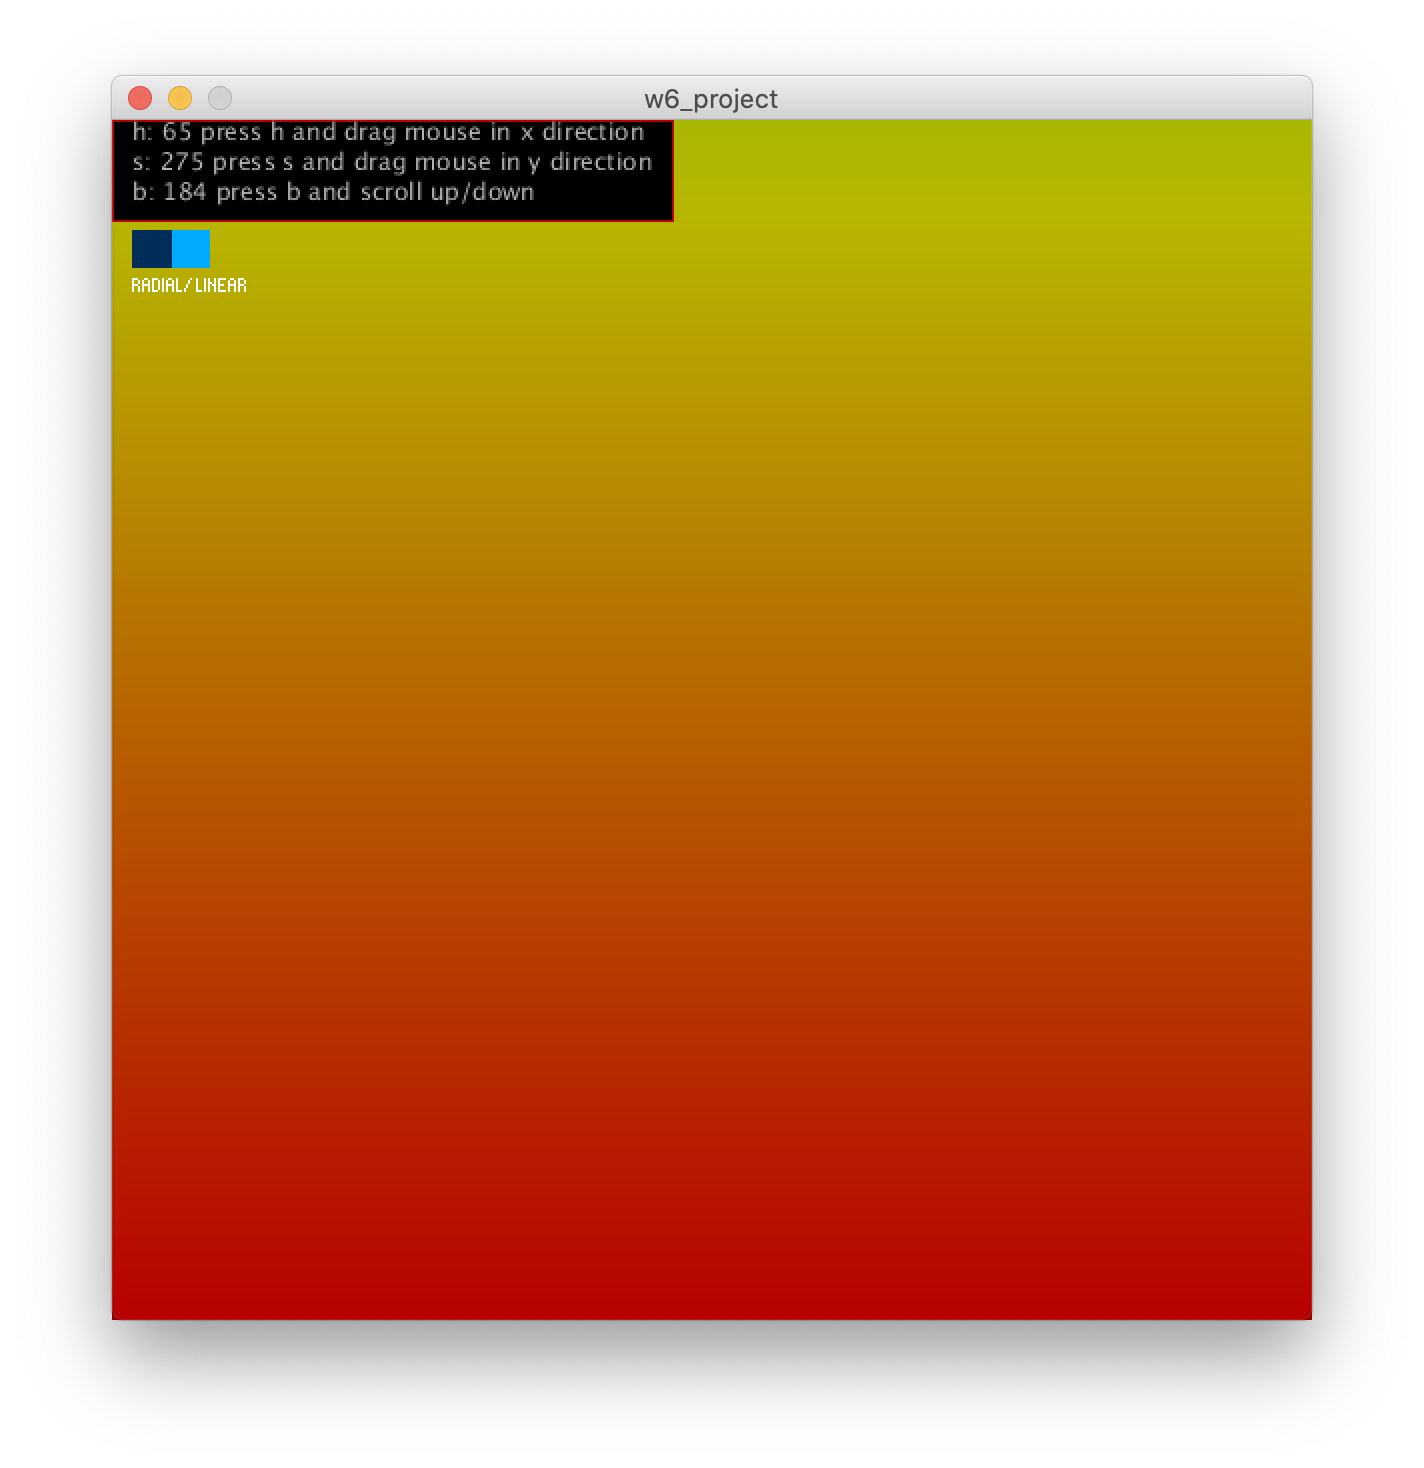 w6_project
h: 65 press h and drag mouse in x direction
s: 275 press s and drag mouse in y direction
b: 184 press b and scroll up/down
RADIAL/LINEAR